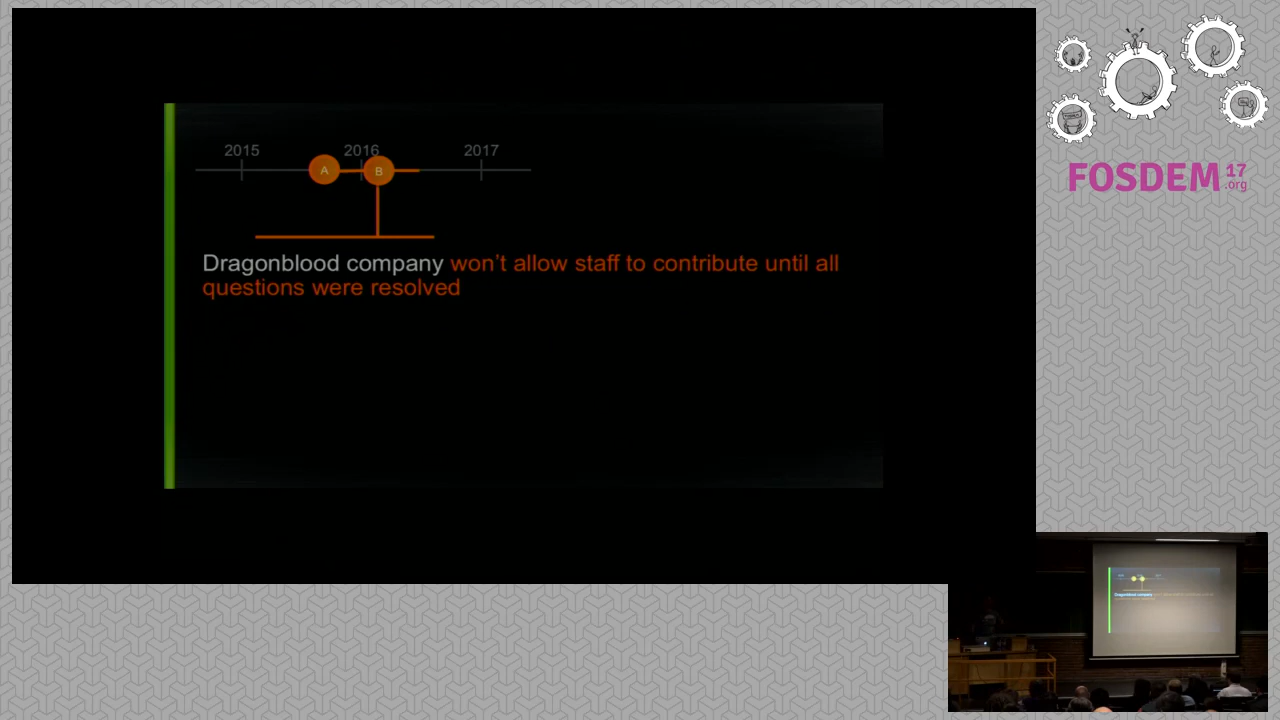 2015 2016 2017
A B
Dragonblood company won't allow staff to contribute until all
questions were resolved
FOSDEM 17
.org